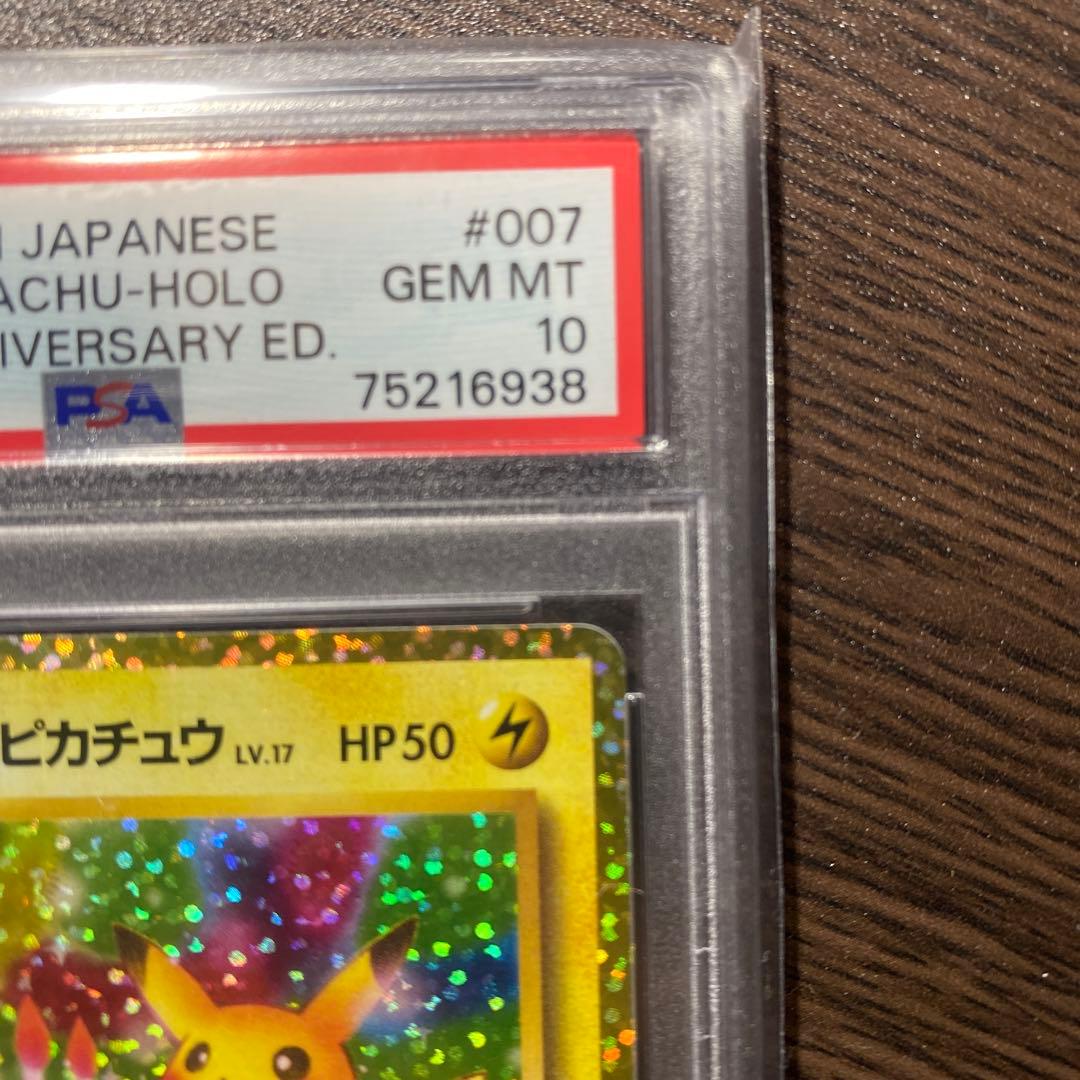 JAPANESE #007
ACHU-HOLO GEM MT
IVERSARY ED. 10
PSA 75216938
ピカチュウ LV.17 HP50